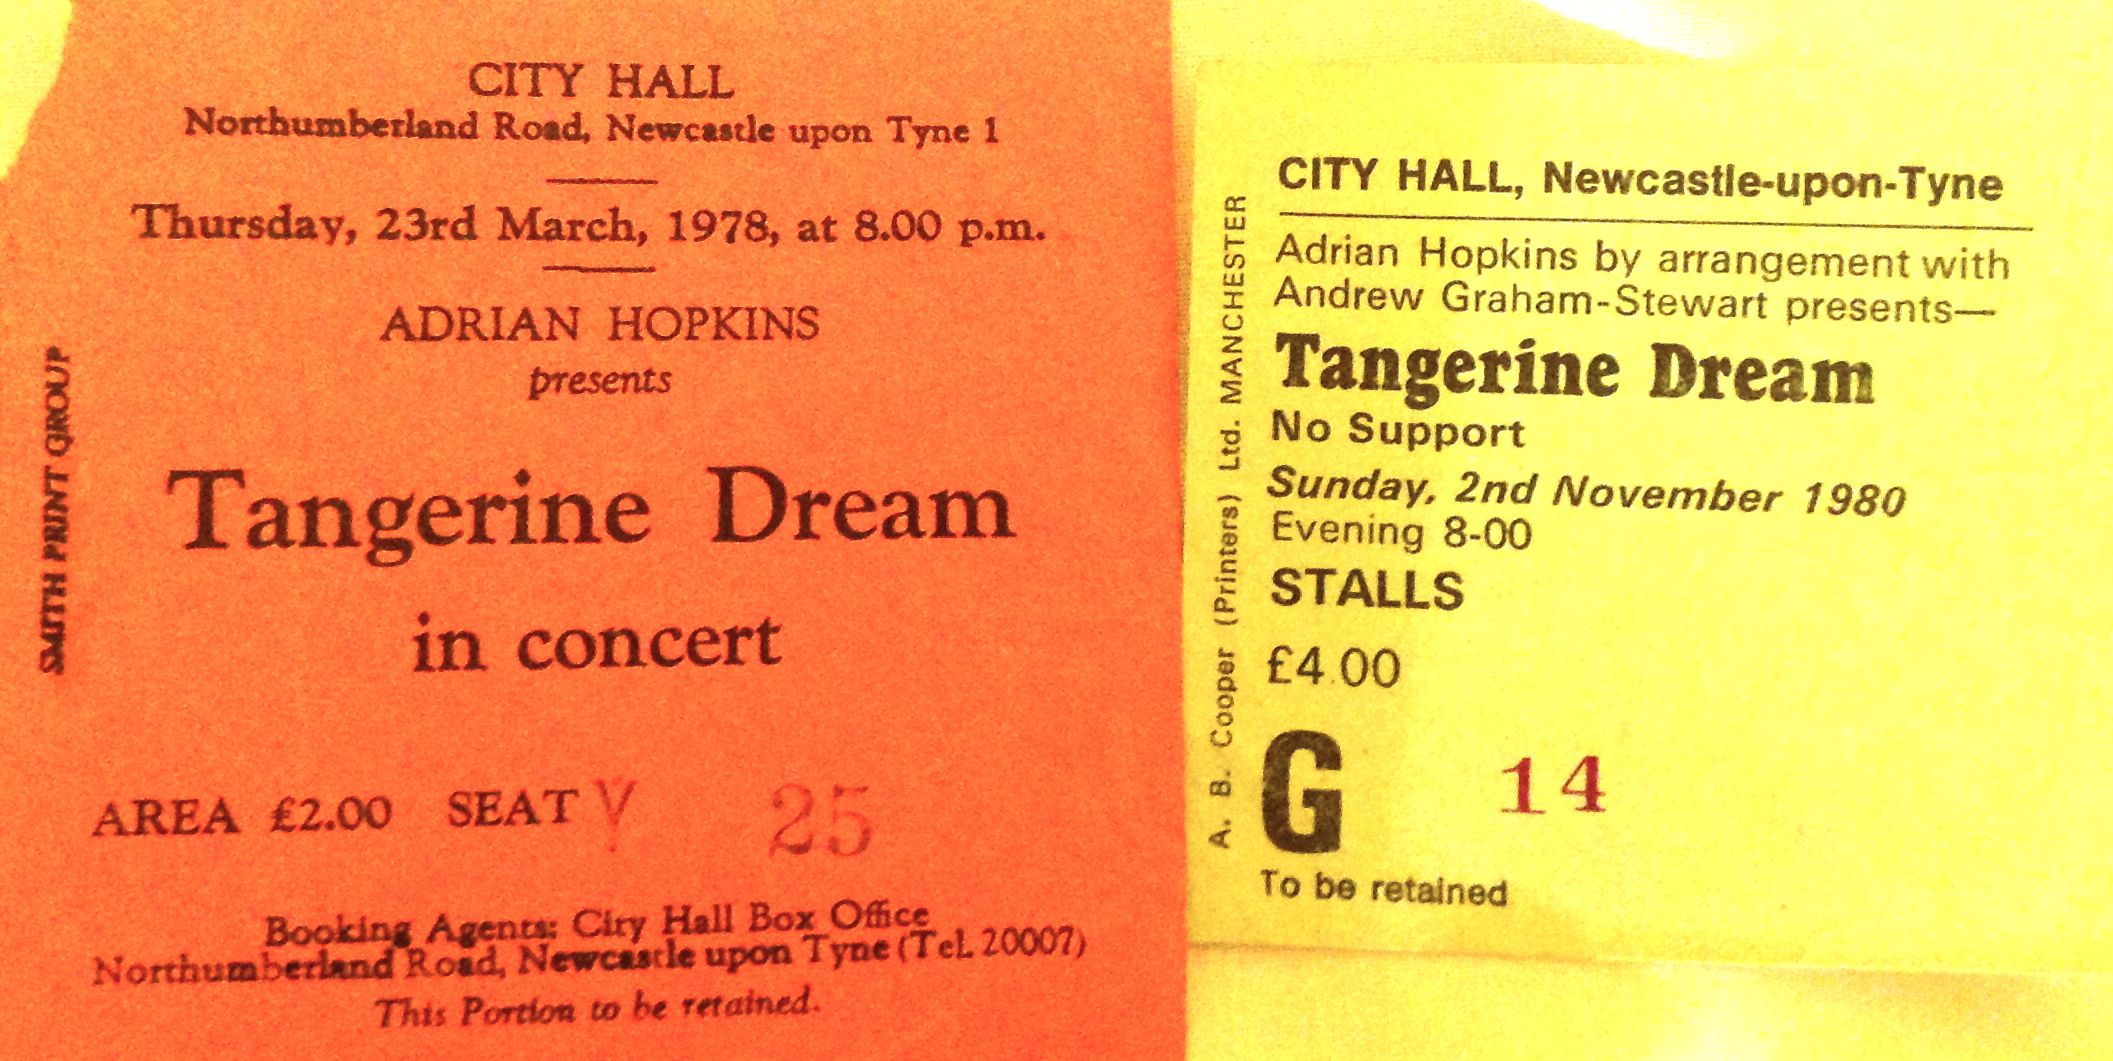 CITY HALL
Northumberland Road, Newcastle upon Tyne 1
Thursday, 23rd March, 1978, at 8.00 p.m.
ADRIAN HOPKINS
presents
Tangerine Dream
in concert
AREA £2.00 SEAT Y 25
Booking Agents: City Hall Box Office
Northumberland Road, Newcastle upon Tyne (Tel. 20007)
This Portion to be retained.
SMITH PRINT GROUP
CITY HALL, Newcastle-upon-Tyne
Adrian Hopkins by arrangement with
Andrew Graham-Stewart presents—
Tangerine Dream
No Support
Sunday, 2nd November 1980
Evening 8-00
STALLS
£4.00
G 14
To be retained
A. B. Cooper (Printers) Ltd. MANCHESTER